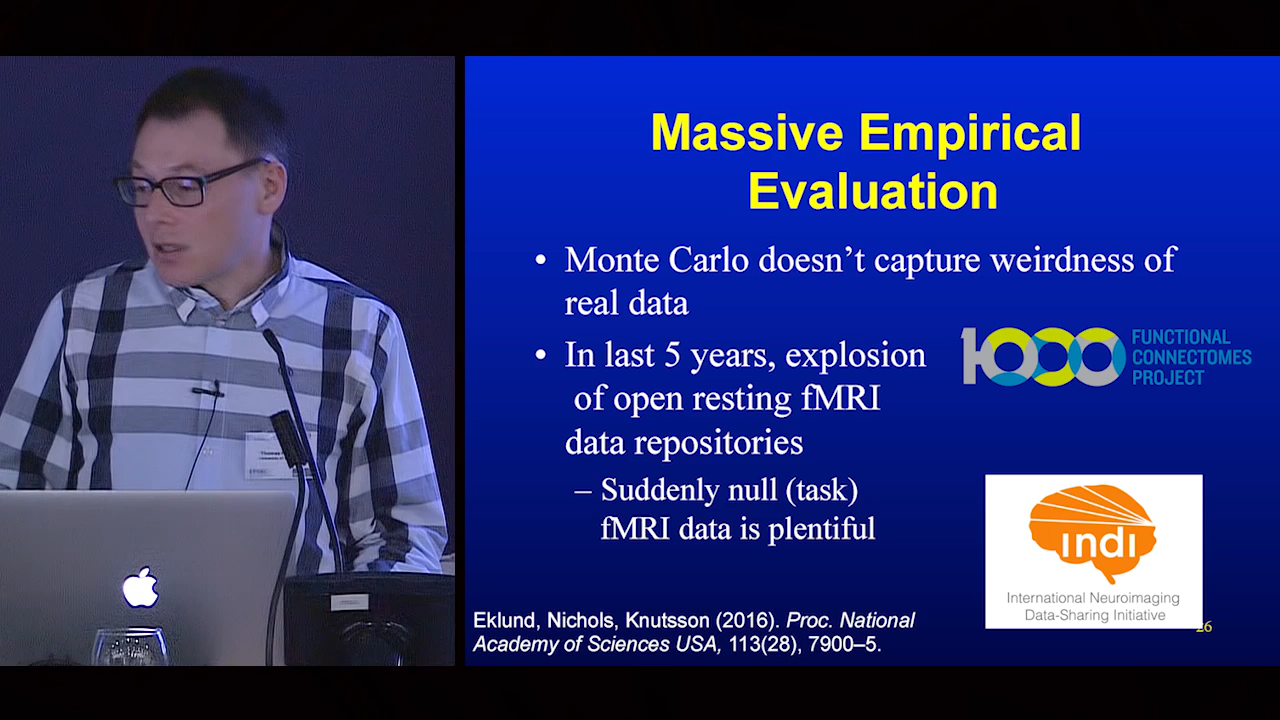 Massive Empirical
Evaluation
• Monte Carlo doesn’t capture weirdness of
real data
• In last 5 years, explosion
of open resting fMRI
data repositories
– Suddenly null (task)
fMRI data is plentiful
1000 FUNCTIONAL
CONNECTOMES
PROJECT
indi
International Neuroimaging
Data-Sharing Initiative
Eklund, Nichols, Knutsson (2016). Proc. National
Academy of Sciences USA, 113(28), 7900–5.
26
Thomas